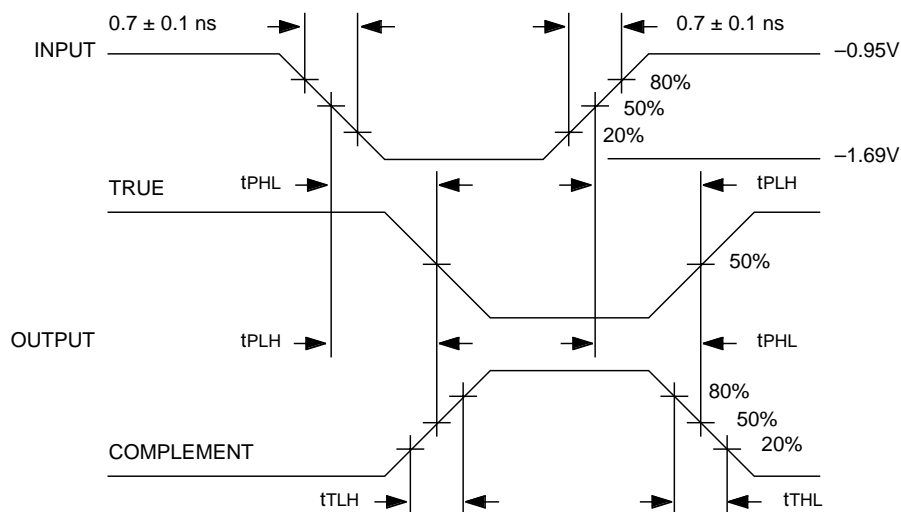 0.7 ± 0.1 ns
0.7 ± 0.1 ns
INPUT
–0.95V
80%
50%
20%
–1.69V
tPHL
tPLH
TRUE
50%
OUTPUT
tPLH
tPHL
80%
50%
COMPLEMENT
20%
tTLH
tTHL